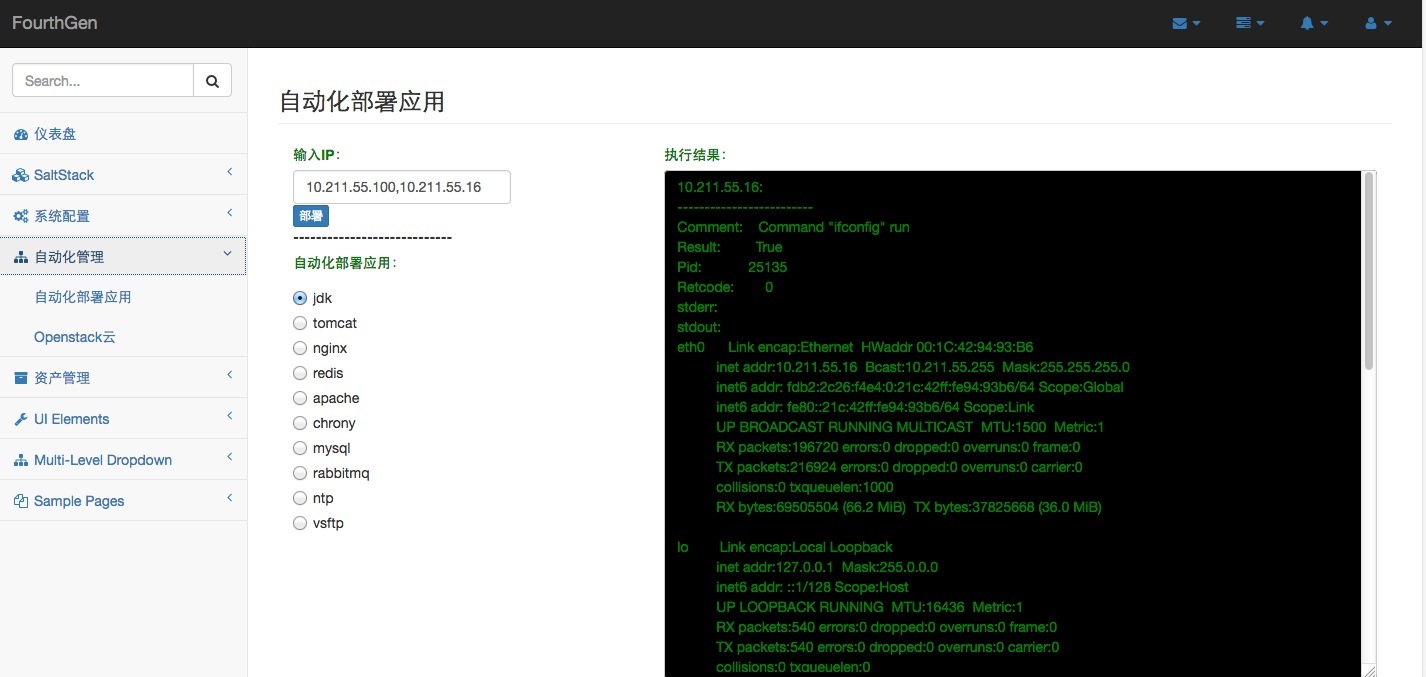 FourthGen
Search...
仪表盘
SaltStack
系统配置
自动化管理
自动化部署应用
Openstack云
资产管理
UI Elements
Multi-Level Dropdown
Sample Pages
自动化部署应用
输入IP:
10.211.55.100,10.211.55.16
部署
----------------------------
自动化部署应用:
jdk
tomcat
nginx
redis
apache
chrony
mysql
rabbitmq
ntp
vsftp
执行结果:
10.211.55.16:
-------------------------
Comment: Command "ifconfig" run
Result: True
Pid: 25135
Retcode: 0
stderr:
stdout:
eth0 Link encap:Ethernet HWaddr 00:1C:42:94:93:B6
inet addr:10.211.55.16 Bcast:10.211.55.255 Mask:255.255.255.0
inet6 addr: fdb2:2c26:f4e4:0:21c:42ff:fe94:93b6/64 Scope:Global
inet6 addr: fe80::21c:42ff:fe94:93b6/64 Scope:Link
UP BROADCAST RUNNING MULTICAST MTU:1500 Metric:1
RX packets:196720 errors:0 dropped:0 overruns:0 frame:0
TX packets:216924 errors:0 dropped:0 overruns:0 carrier:0
collisions:0 txqueuelen:1000
RX bytes:69505504 (66.2 MiB) TX bytes:37825668 (36.0 MiB)
lo Link encap:Local Loopback
inet addr:127.0.0.1 Mask:255.0.0.0
inet6 addr: ::1/128 Scope:Host
UP LOOPBACK RUNNING MTU:16436 Metric:1
RX packets:540 errors:0 dropped:0 overruns:0 frame:0
TX packets:540 errors:0 dropped:0 overruns:0 carrier:0
collisions:0 txqueuelen:0